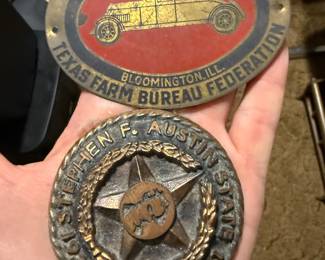 BLOOMINGTON, ILL.
TEXAS FARM BUREAU FEDERATION
STEPHEN F. AUSTIN STATE